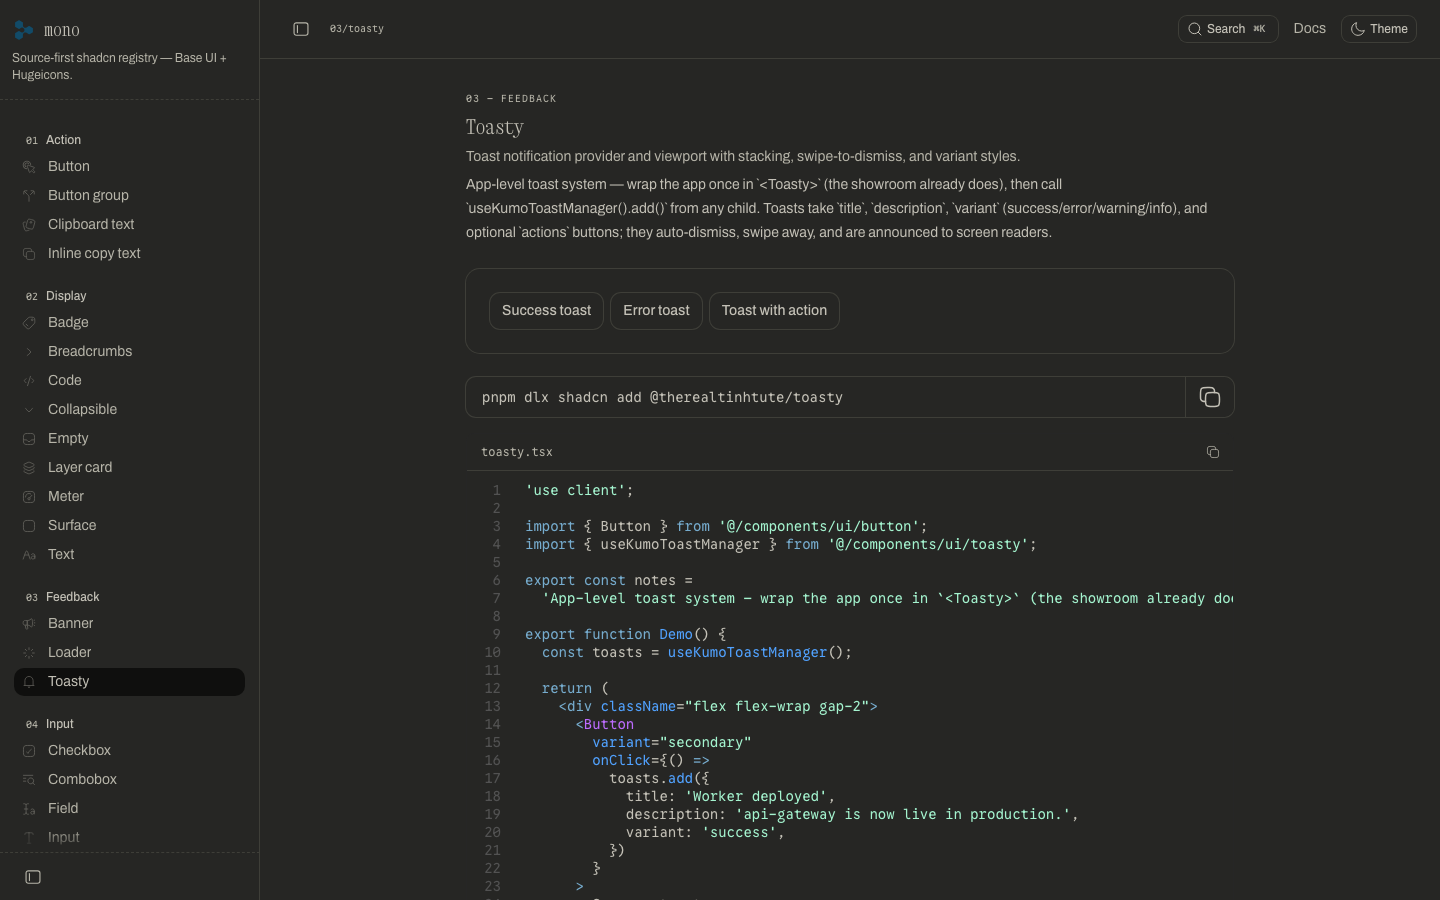 mono
Source-first shadcn registry — Base UI +
Hugeicons.
01 Action
Button
Button group
Clipboard text
Inline copy text
02 Display
Badge
Breadcrumbs
Code
Collapsible
Empty
Layer card
Meter
Surface
Text
03 Feedback
Banner
Loader
Toasty
04 Input
Checkbox
Combobox
Field
Input
03/toasty
Search ⌘K
Docs
Theme
03 — FEEDBACK
Toasty
Toast notification provider and viewport with stacking, swipe-to-dismiss, and variant styles.
App-level toast system — wrap the app once in `<Toasty>` (the showroom already does), then call
`useKumoToastManager().add()` from any child. Toasts take `title`, `description`, `variant` (success/error/warning/info), and
optional `actions` buttons; they auto-dismiss, swipe away, and are announced to screen readers.
Success toast
Error toast
Toast with action
pnpm dlx shadcn add @therealtinhtute/toasty
toasty.tsx
1 'use client';
2
3 import { Button } from '@/components/ui/button';
4 import { useKumoToastManager } from '@/components/ui/toasty';
5
6 export const notes =
7 'App-level toast system — wrap the app once in `<Toasty>` (the showroom already do
8
9 export function Demo() {
10 const toasts = useKumoToastManager();
11
12 return (
13 <div className="flex flex-wrap gap-2">
14 <Button
15 variant="secondary"
16 onClick={() =>
17 toasts.add({
18 title: 'Worker deployed',
19 description: 'api-gateway is now live in production.',
20 variant: 'success',
21 })
22 }
23 >